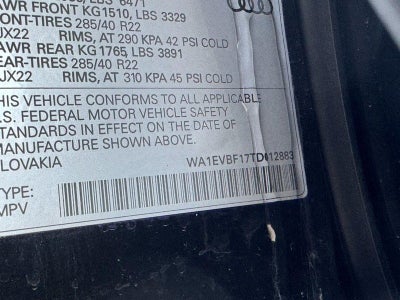 6471
AWR FRONT KG1510, LBS 3329
FRONT-TIRES 285/40 R22
JX22 RIMS, AT 290 KPA 42 PSI COLD
AWR REAR KG1765, LBS 3891
REAR-TIRES 285/40 R22
JX22 RIMS, AT 310 KPA 45 PSI COLD
THIS VEHICLE CONFORMS TO ALL APPLICABLE
U.S. FEDERAL MOTOR VEHICLE SAFETY
STANDARDS IN EFFECT ON THE DATE OF
MANUFACTURE SHOWN ABOVE.
SLOVAKIA WA1EVBF17TD012883
TYPE:
MPV